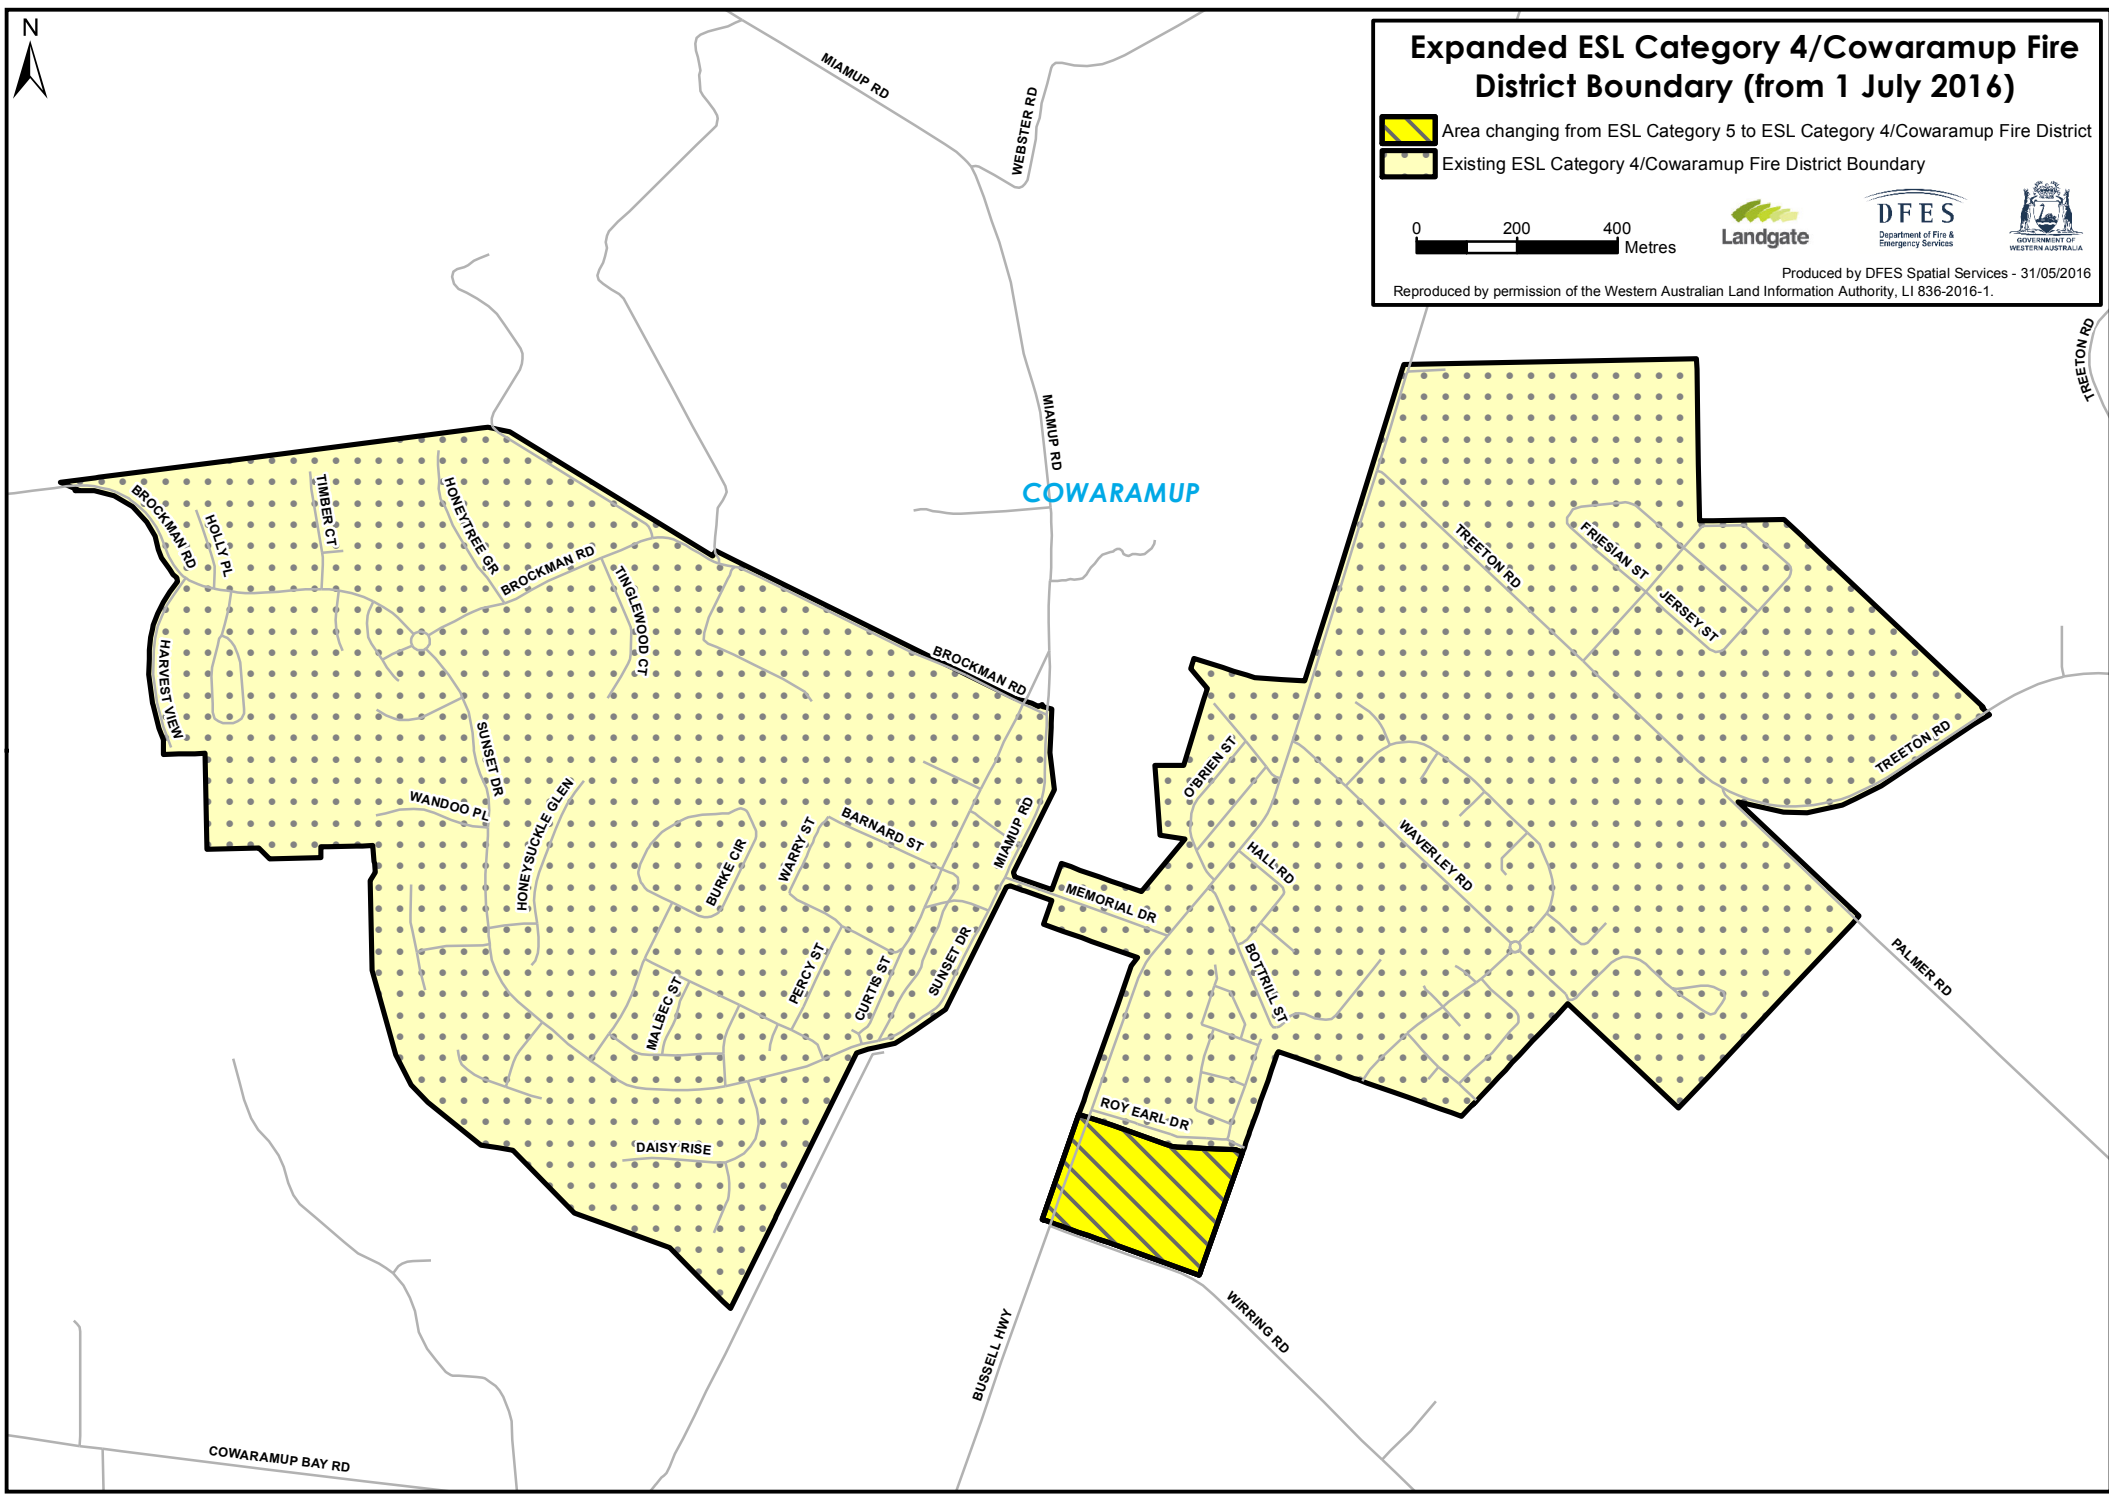 N
Expanded ESL Category 4/Cowaramup Fire
District Boundary (from 1 July 2016)
Area changing from ESL Category 5 to ESL Category 4/Cowaramup Fire District
Existing ESL Category 4/Cowaramup Fire District Boundary
0 200 400
Metres
Landgate
DFES
Department of Fire &
Emergency Services
GOVERNMENT OF
WESTERN AUSTRALIA
Produced by DFES Spatial Services - 31/05/2016
Reproduced by permission of the Western Australian Land Information Authority, LI 836-2016-1.
MIAMUP RD
WEBSTER RD
TREETON RD
MIAMUP RD
COWARAMUP
BROCKMAN RD
HOLLY PL
TIMBER CT
HONEYTREE GR
BROCKMAN RD
TINGLEWOOD CT
HARVEST VIEW
BROCKMAN RD
SUNSET DR
WANDOO PL
HONEYSUCKLE GLEN
BURKE CIR
WARRY ST
BARNARD ST
MIAMUP RD
SUNSET DR
PERCY ST
CURTIS ST
MALBEC ST
DAISY RISE
TREETON RD
FRIESIAN ST
JERSEY ST
TREETON RD
O'BRIEN ST
HALL RD
WAVERLEY RD
MEMORIAL DR
BOTTRILL ST
PALMER RD
ROY EARL DR
WIRRING RD
BUSSELL HWY
COWARAMUP BAY RD